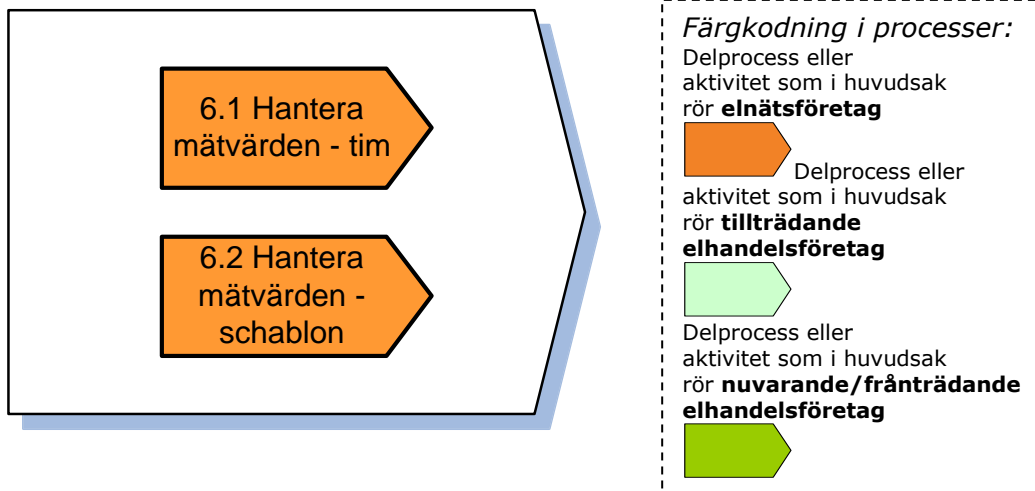 6.1 Hantera
mätvärden - tim
6.2 Hantera
mätvärden -
schablon
Färgkodning i processer:
Delprocess eller
aktivitet som i huvudsak
rör elnätsföretag
Delprocess eller
aktivitet som i huvudsak
rör tillträdande
elhandelsföretag
Delprocess eller
aktivitet som i huvudsak
rör nuvarande/frånträdande
elhandelsföretag